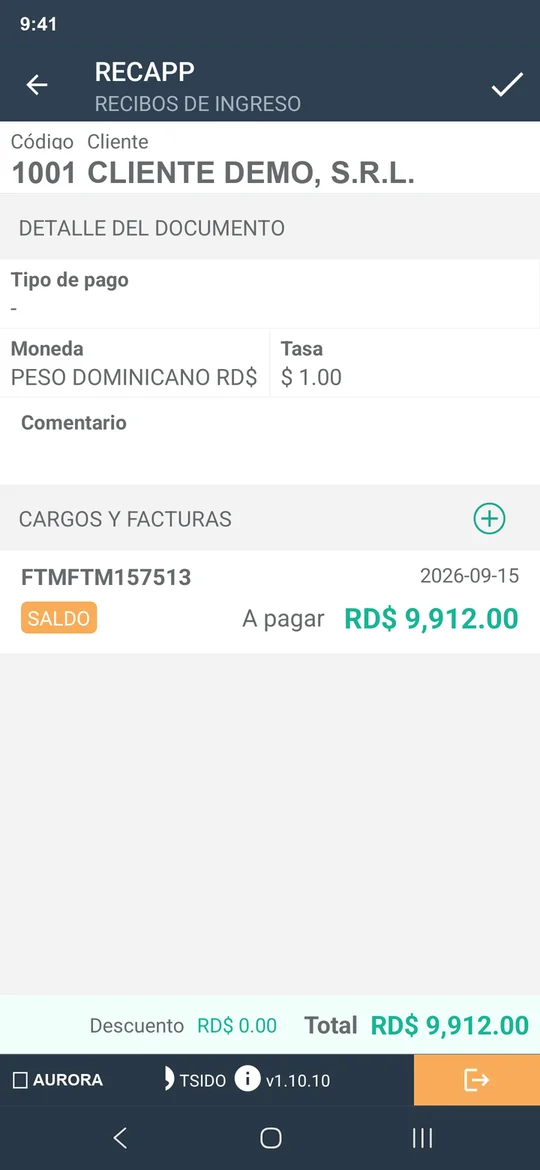 9:41
RECAPP
RECIBOS DE INGRESO
Código Cliente
1001 CLIENTE DEMO, S.R.L.
DETALLE DEL DOCUMENTO
Tipo de pago
-
Moneda Tasa
PESO DOMINICANO RD$ $ 1.00
Comentario
CARGOS Y FACTURAS
FTMFTM157513 2026-09-15
SALDO A pagar RD$ 9,912.00
Descuento RD$ 0.00 Total RD$ 9,912.00
AURORA TSIDO v1.10.10